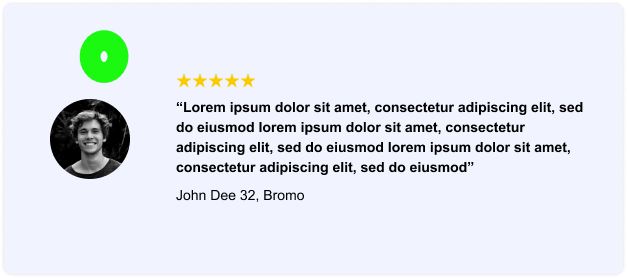 ★★★★★
“Lorem ipsum dolor sit amet, consectetur adipiscing elit, sed
do eiusmod lorem ipsum dolor sit amet, consectetur
adipiscing elit, sed do eiusmod lorem ipsum dolor sit amet,
consectetur adipiscing elit, sed do eiusmod”
John Dee 32, Bromo